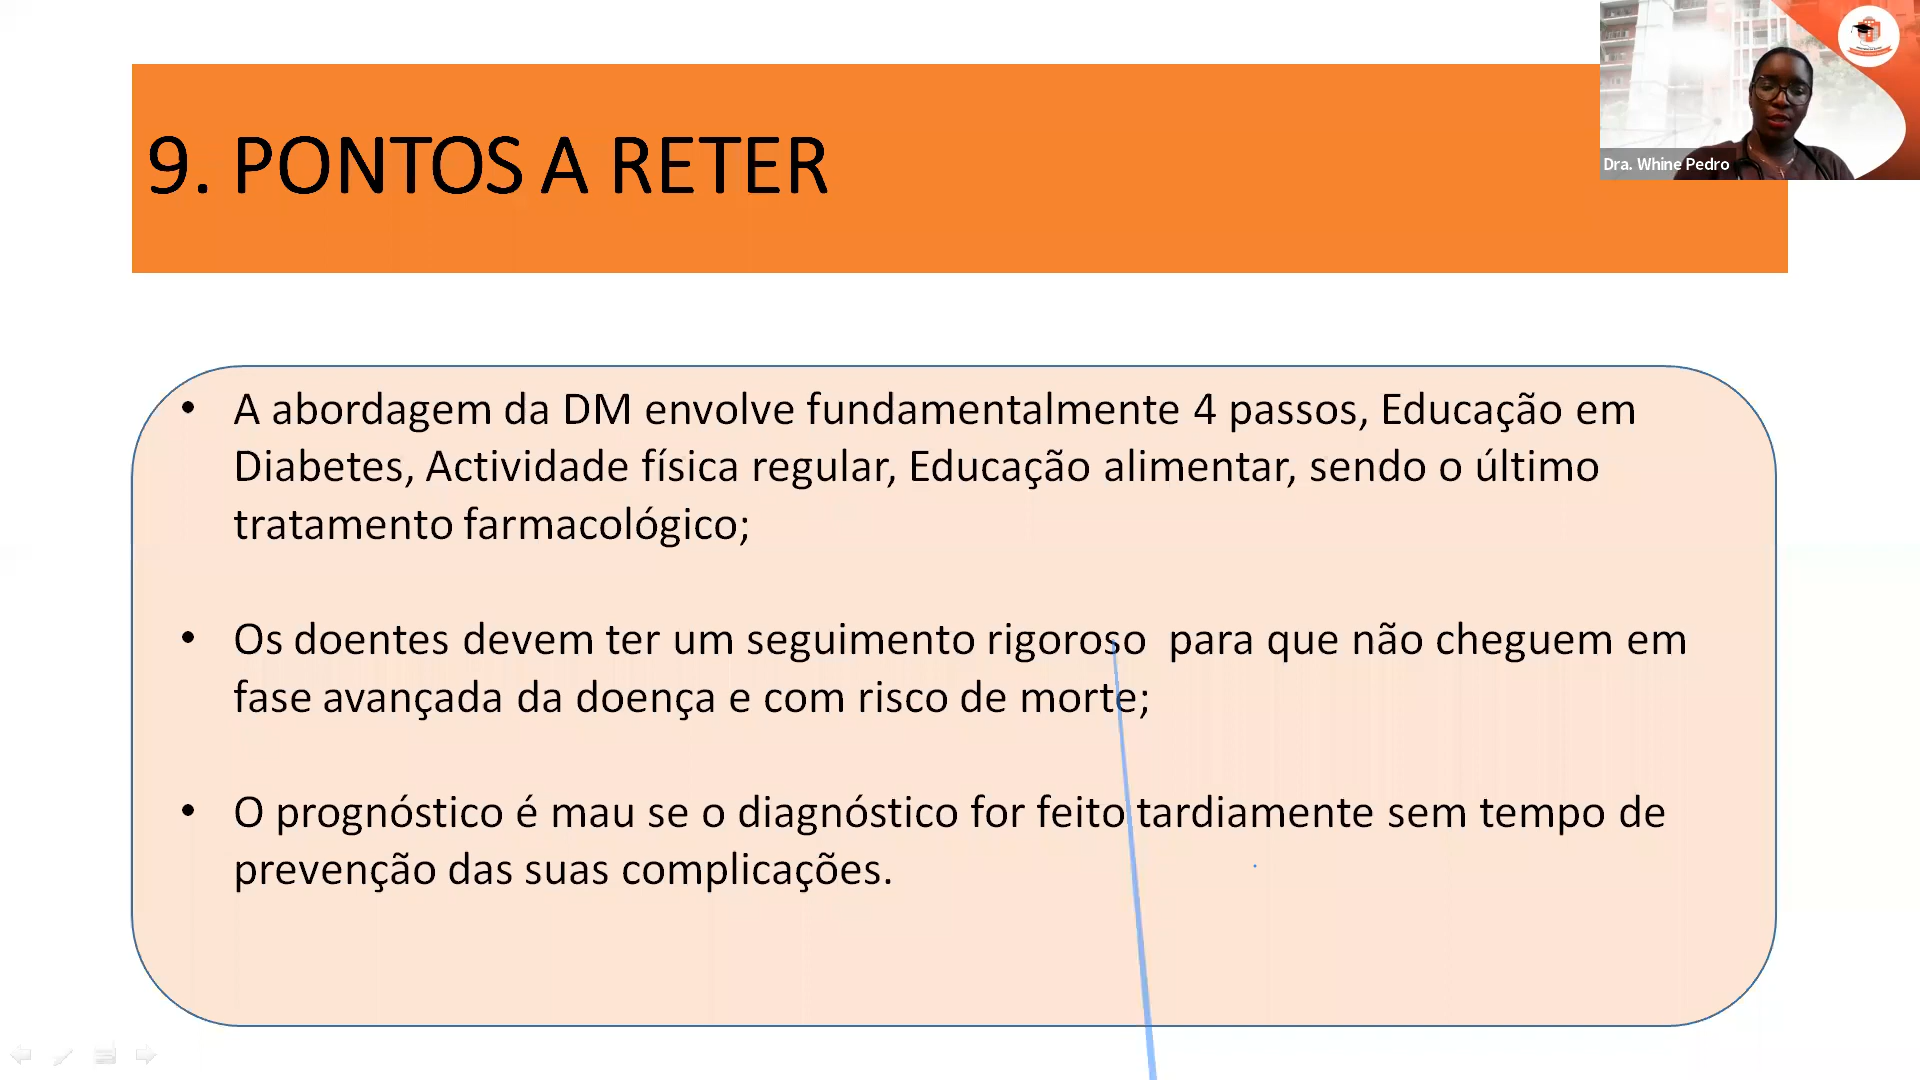 9. PONTOS A RETER
Dra. Whine Pedro
• A abordagem da DM envolve fundamentalmente 4 passos, Educação em
Diabetes, Actividade física regular, Educação alimentar, sendo o último
tratamento farmacológico;
• Os doentes devem ter um seguimento rigoroso  para que não cheguem em
fase avançada da doença e com risco de morte;
• O prognóstico é mau se o diagnóstico for feito tardiamente sem tempo de
prevenção das suas complicações.